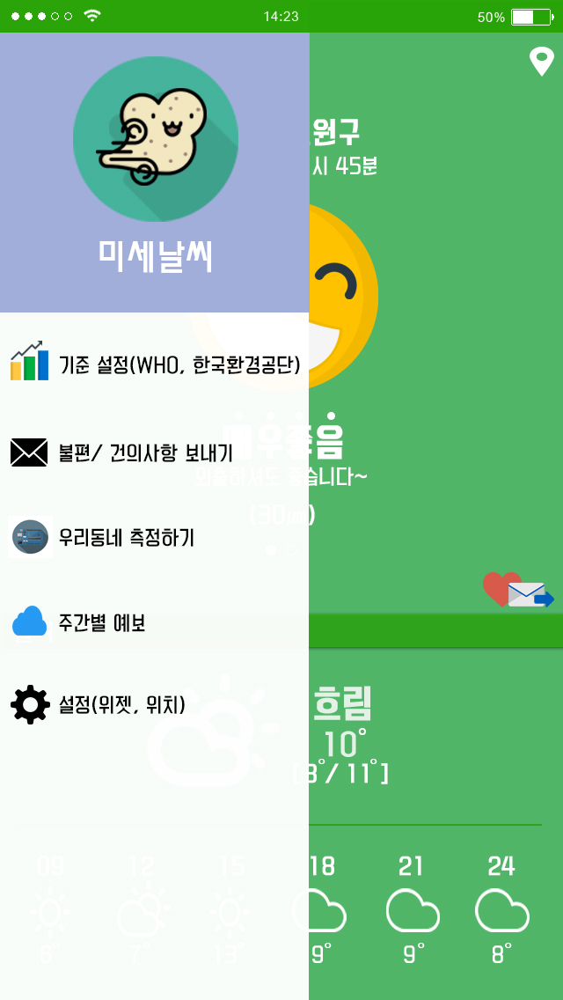 14:23
50%
원구
시 45분
미세날씨
기준 설정(WHO, 한국환경공단)
매우좋음
불편/ 건의사항 보내기
외출하셔도 좋습니다~
(30㎛)
우리동네 측정하기
주간별 예보
설정(위젯, 위치)
흐림
10°
[3°/ 11°]
09 12 15 18 21 24
6° 7° 13° 9° 9° 8°